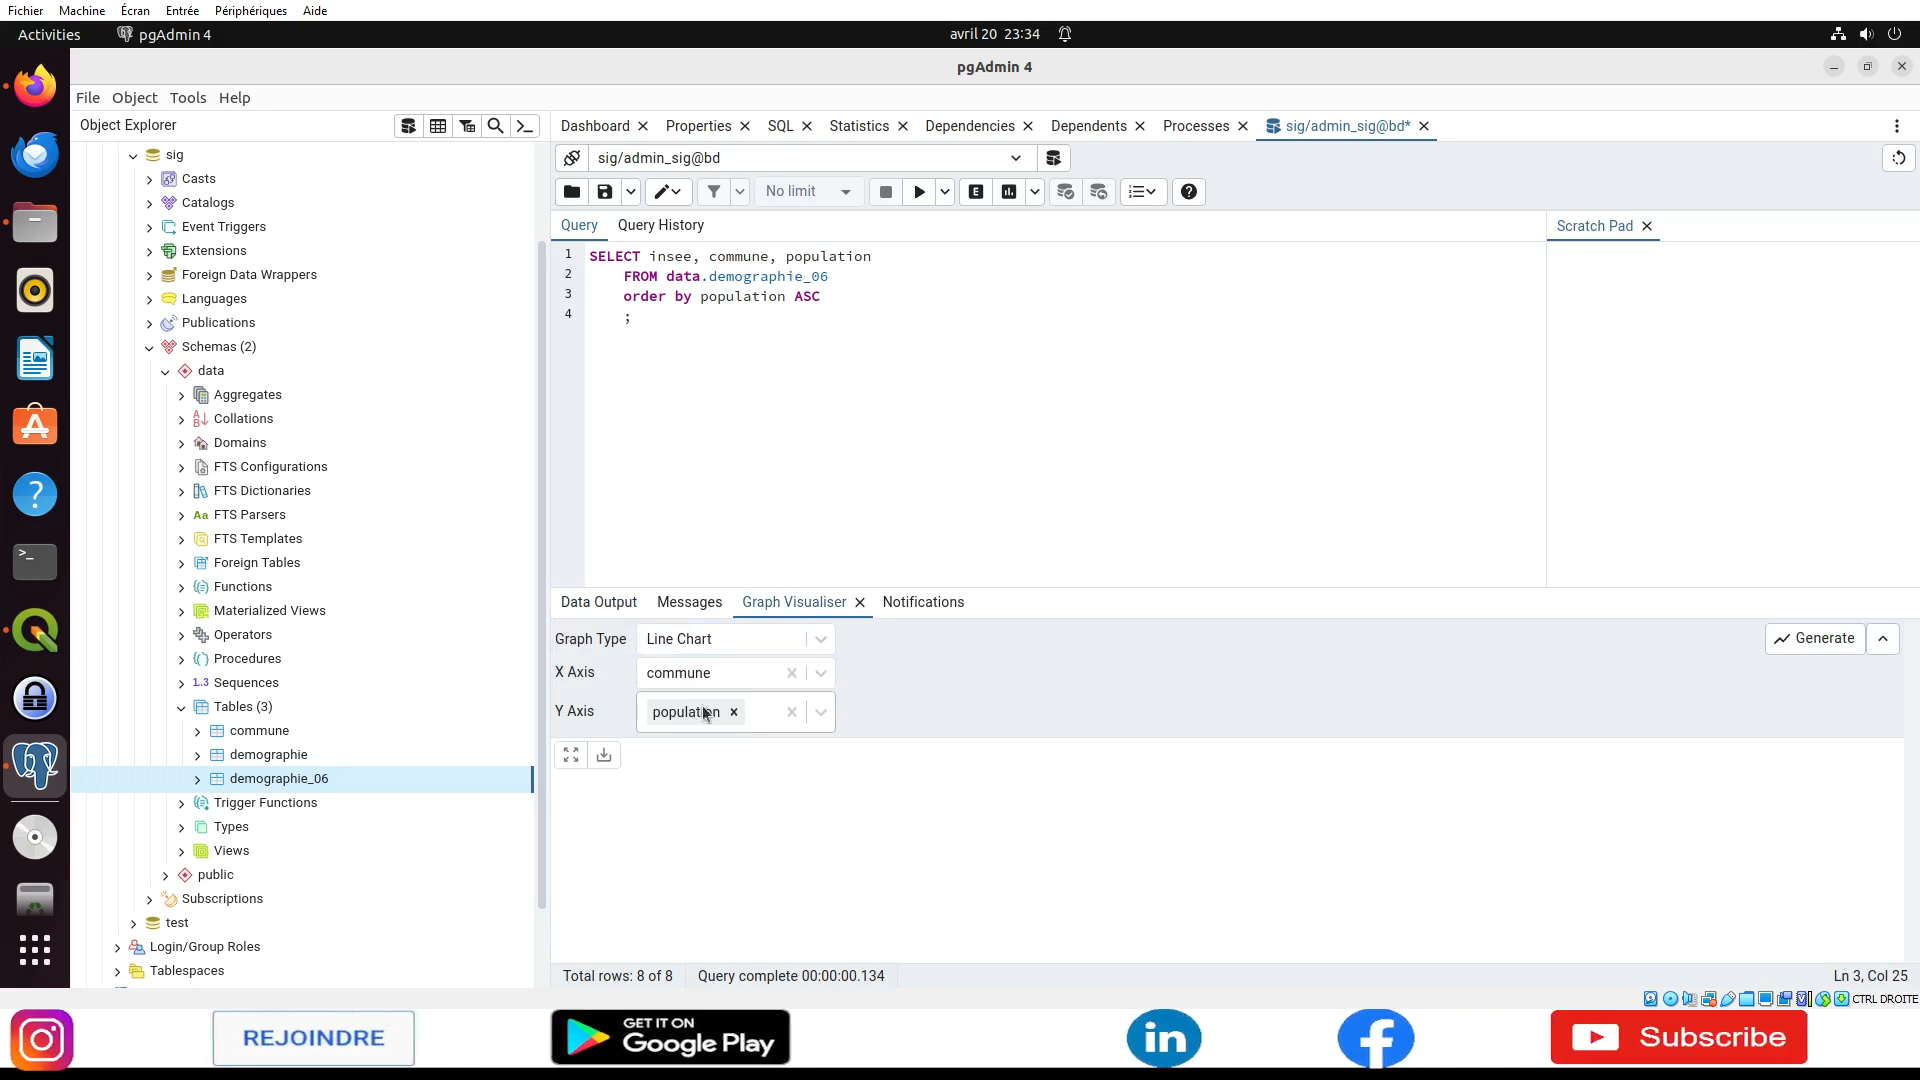 Fichier Machine Écran Entrée Périphériques Aide
Activities pgAdmin 4 avril 20 23:34
pgAdmin 4
File Object Tools Help
Object Explorer
Dashboard Properties SQL Statistics Dependencies Dependents Processes sig/admin_sig@bd*
sig/admin_sig@bd
No limit
E
Query Query History
Scratch Pad
1 SELECT insee, commune, population
2 FROM data.demographie_06
3 order by population ASC
4 ;
sig
Casts
Catalogs
Event Triggers
Extensions
Foreign Data Wrappers
Languages
Publications
Schemas (2)
data
Aggregates
Collations
Domains
FTS Configurations
FTS Dictionaries
Aa FTS Parsers
FTS Templates
Foreign Tables
Functions
Materialized Views
Operators
Procedures
1.3 Sequences
Tables (3)
commune
demographie
demographie_06
Trigger Functions
Types
Views
public
Subscriptions
test
Login/Group Roles
Tablespaces
Data Output Messages Graph Visualiser Notifications
Graph Type Line Chart
Generate
X Axis commune
Y Axis population
Total rows: 8 of 8 Query complete 00:00:00.134 Ln 3, Col 25
CTRL DROITE
REJOINDRE
GET IT ON
Google Play
in
f
Subscribe